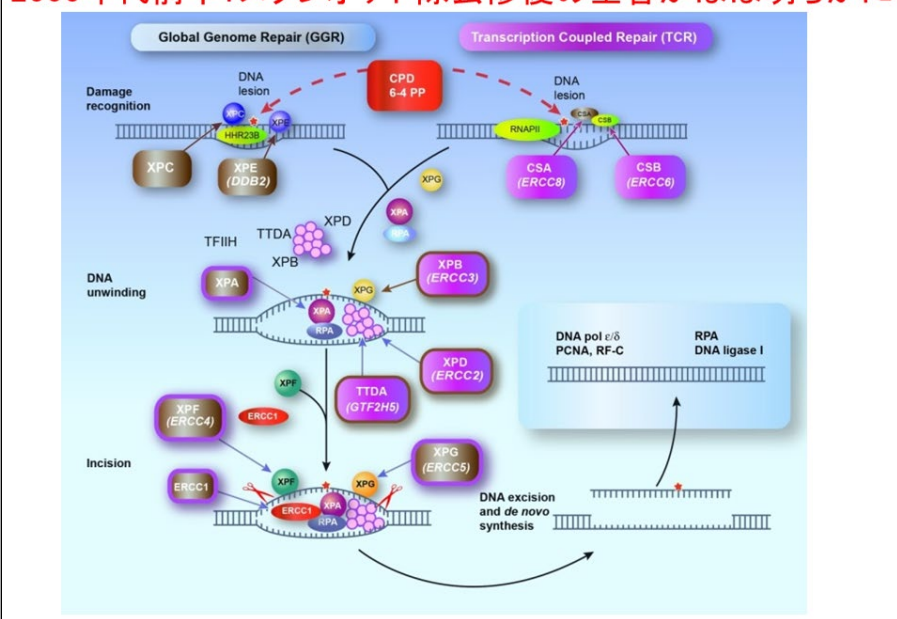 Global Genome Repair (GGR)
Transcription Coupled Repair (TCR)
Damage
recognition
DNA
lesion
CPD
6-4 PP
DNA
lesion
XPC
XPE
HHR23B
RNAPII
CSA
CSB
XPC
XPE
(DDB2)
CSA
(ERCC8)
CSB
(ERCC6)
XPG
XPA
RPA
XPD
TTDA
TFIIH
XPB
DNA
unwinding
XPA
XPG
XPB
(ERCC3)
XPA
RPA
XPD
(ERCC2)
TTDA
(GTF2H5)
DNA pol ε/δ
PCNA, RF-C
RPA
DNA ligase I
XPF
ERCC1
XPF
(ERCC4)
XPG
(ERCC5)
Incision
ERCC1
XPF
XPG
ERCC1
XPA
RPA
DNA excision
and de novo
synthesis